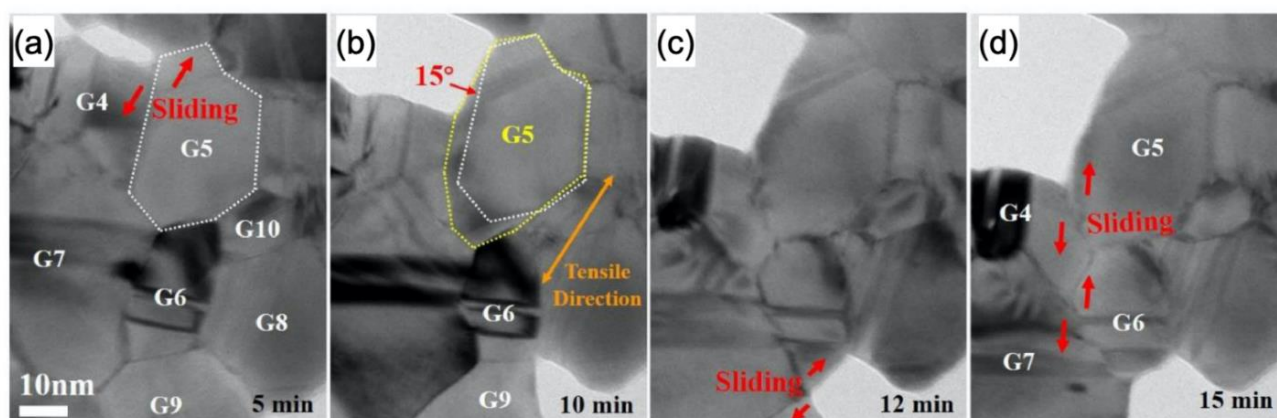 (a)
G4
Sliding
G5
G10
G7
G6
G8
10nm
G9
5 min
(b)
15°
G5
Tensile
Direction
G6
G9
10 min
(c)
Sliding
12 min
(d)
G5
G4
Sliding
G6
G7
15 min